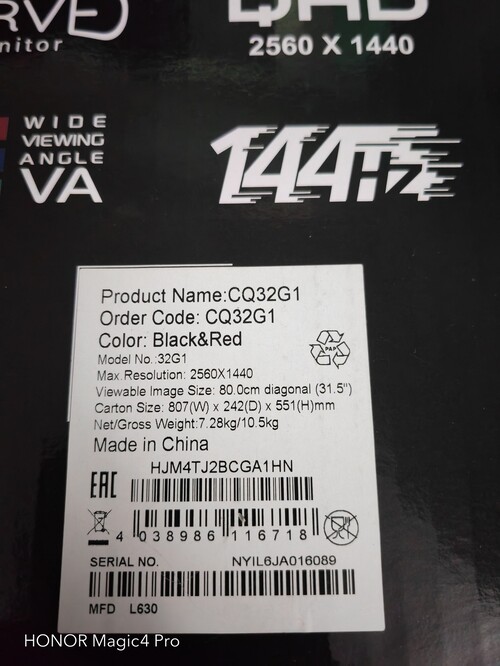 RVE
nitor
QHD
2560 X 1440
WIDE
VIEWING
ANGLE
VA
144Hz
Product Name:CQ32G1
Order Code: CQ32G1
Color: Black&Red
Model No.:32G1
Max.Resolution: 2560X1440
Viewable Image Size: 80.0cm diagonal (31.5")
Carton Size: 807(W) x 242(D) x 551(H)mm
Net/Gross Weight:7.28kg/10.5kg
Made in China
PAP
HJM4TJ2BCGA1HN
EAC
4 038986 116718
SERIAL NO. NYIL6JA016089
MFD L630
HONOR Magic4 Pro